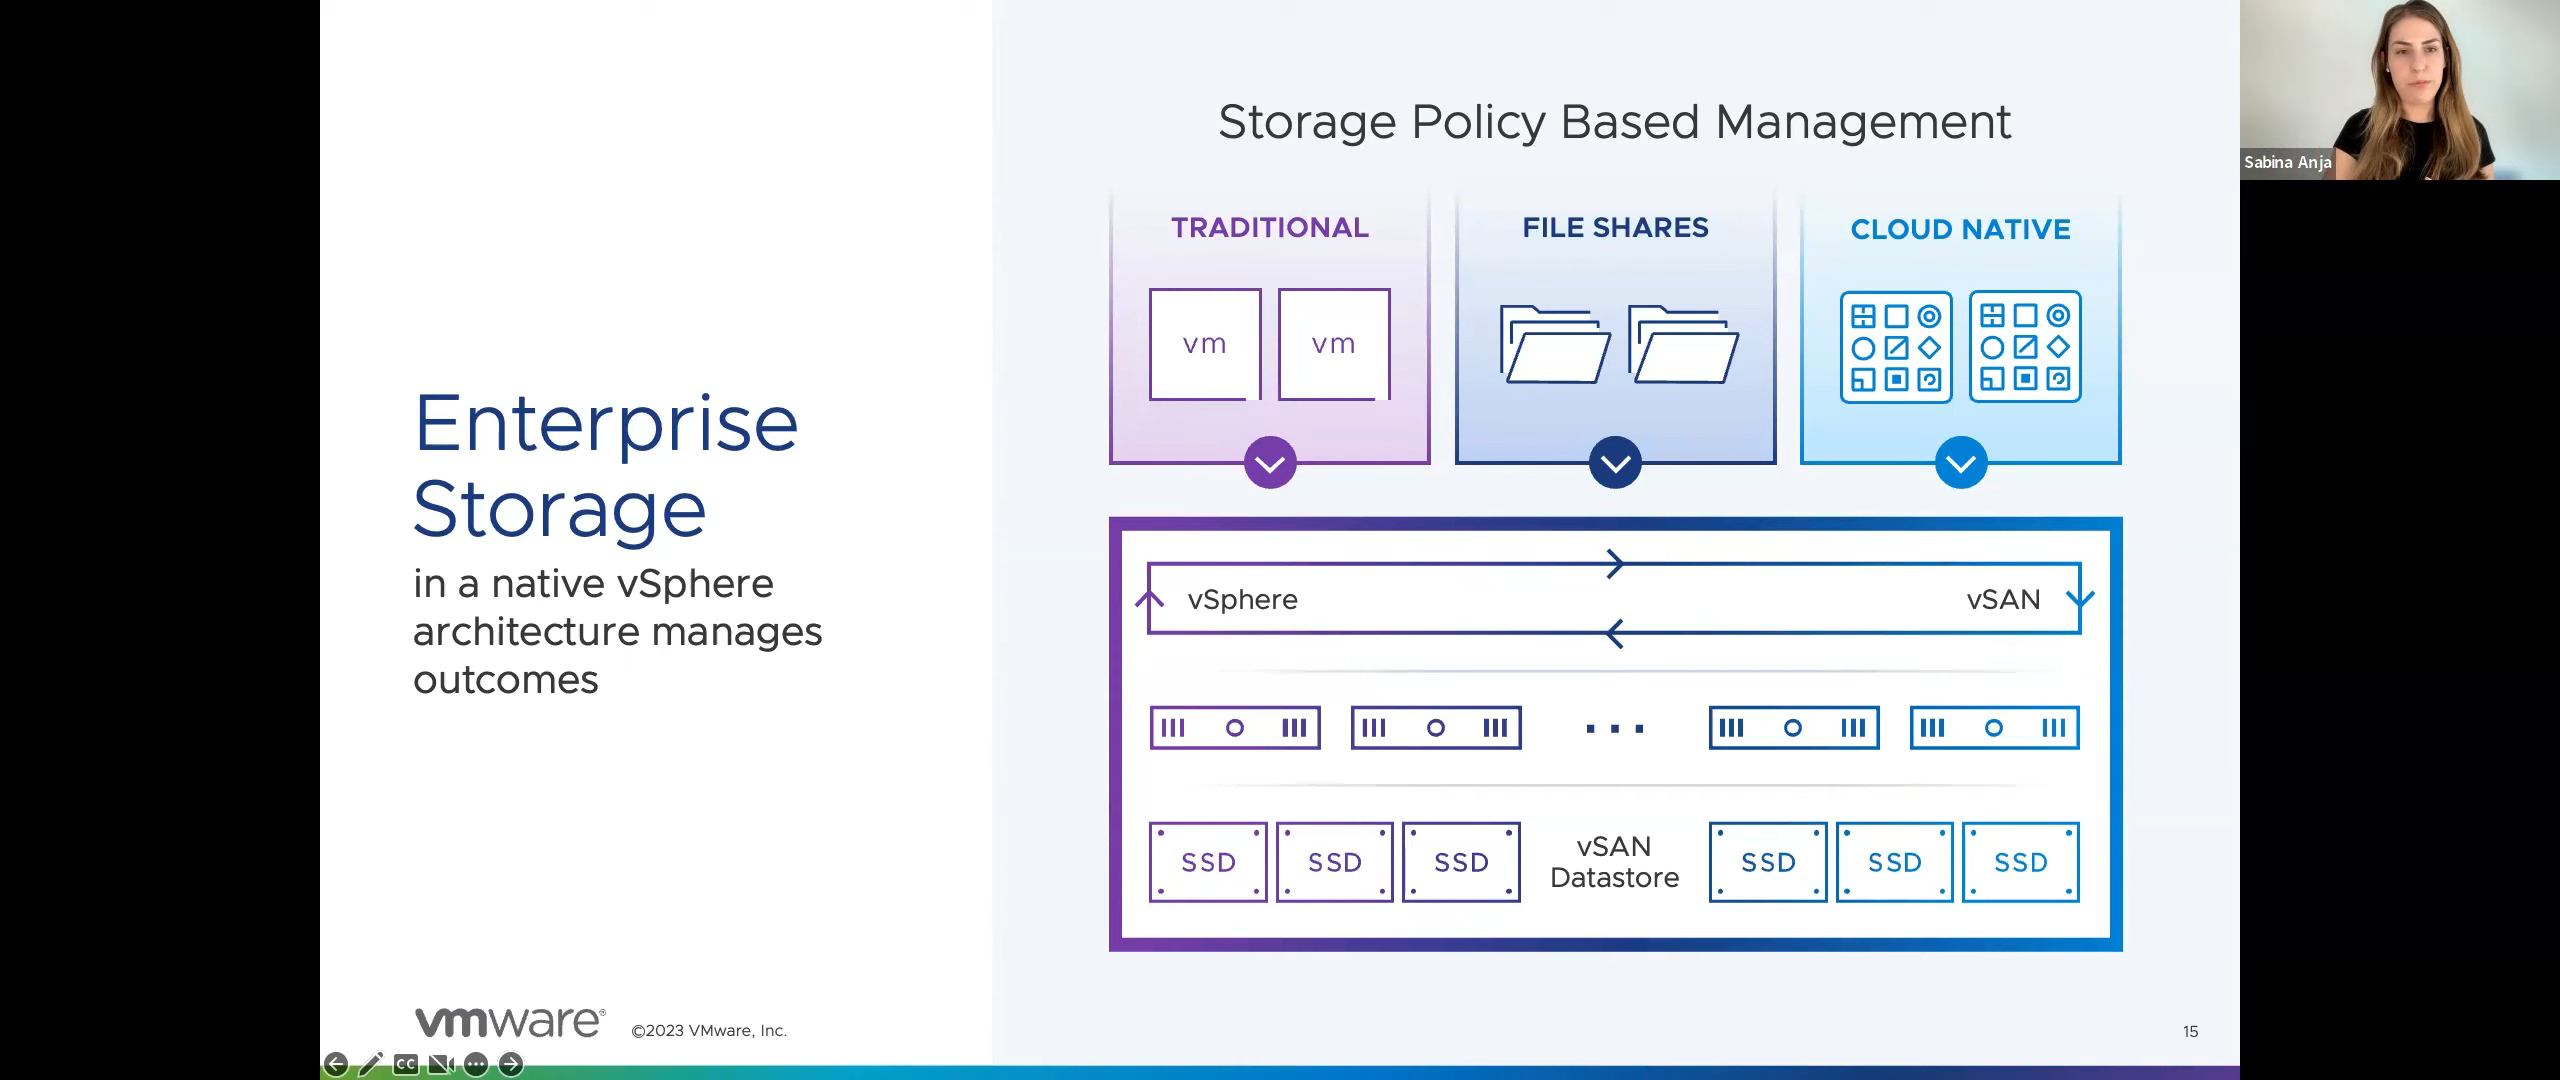 Enterprise
Storage
in a native vSphere
architecture manages
outcomes
vmware®
©2023 VMware, Inc.
CC
Storage Policy Based Management
TRADITIONAL
FILE SHARES
CLOUD NATIVE
vm
vm
vSphere
vSAN
SSD
SSD
SSD
vSAN
Datastore
SSD
SSD
SSD
15
Sabina Anja